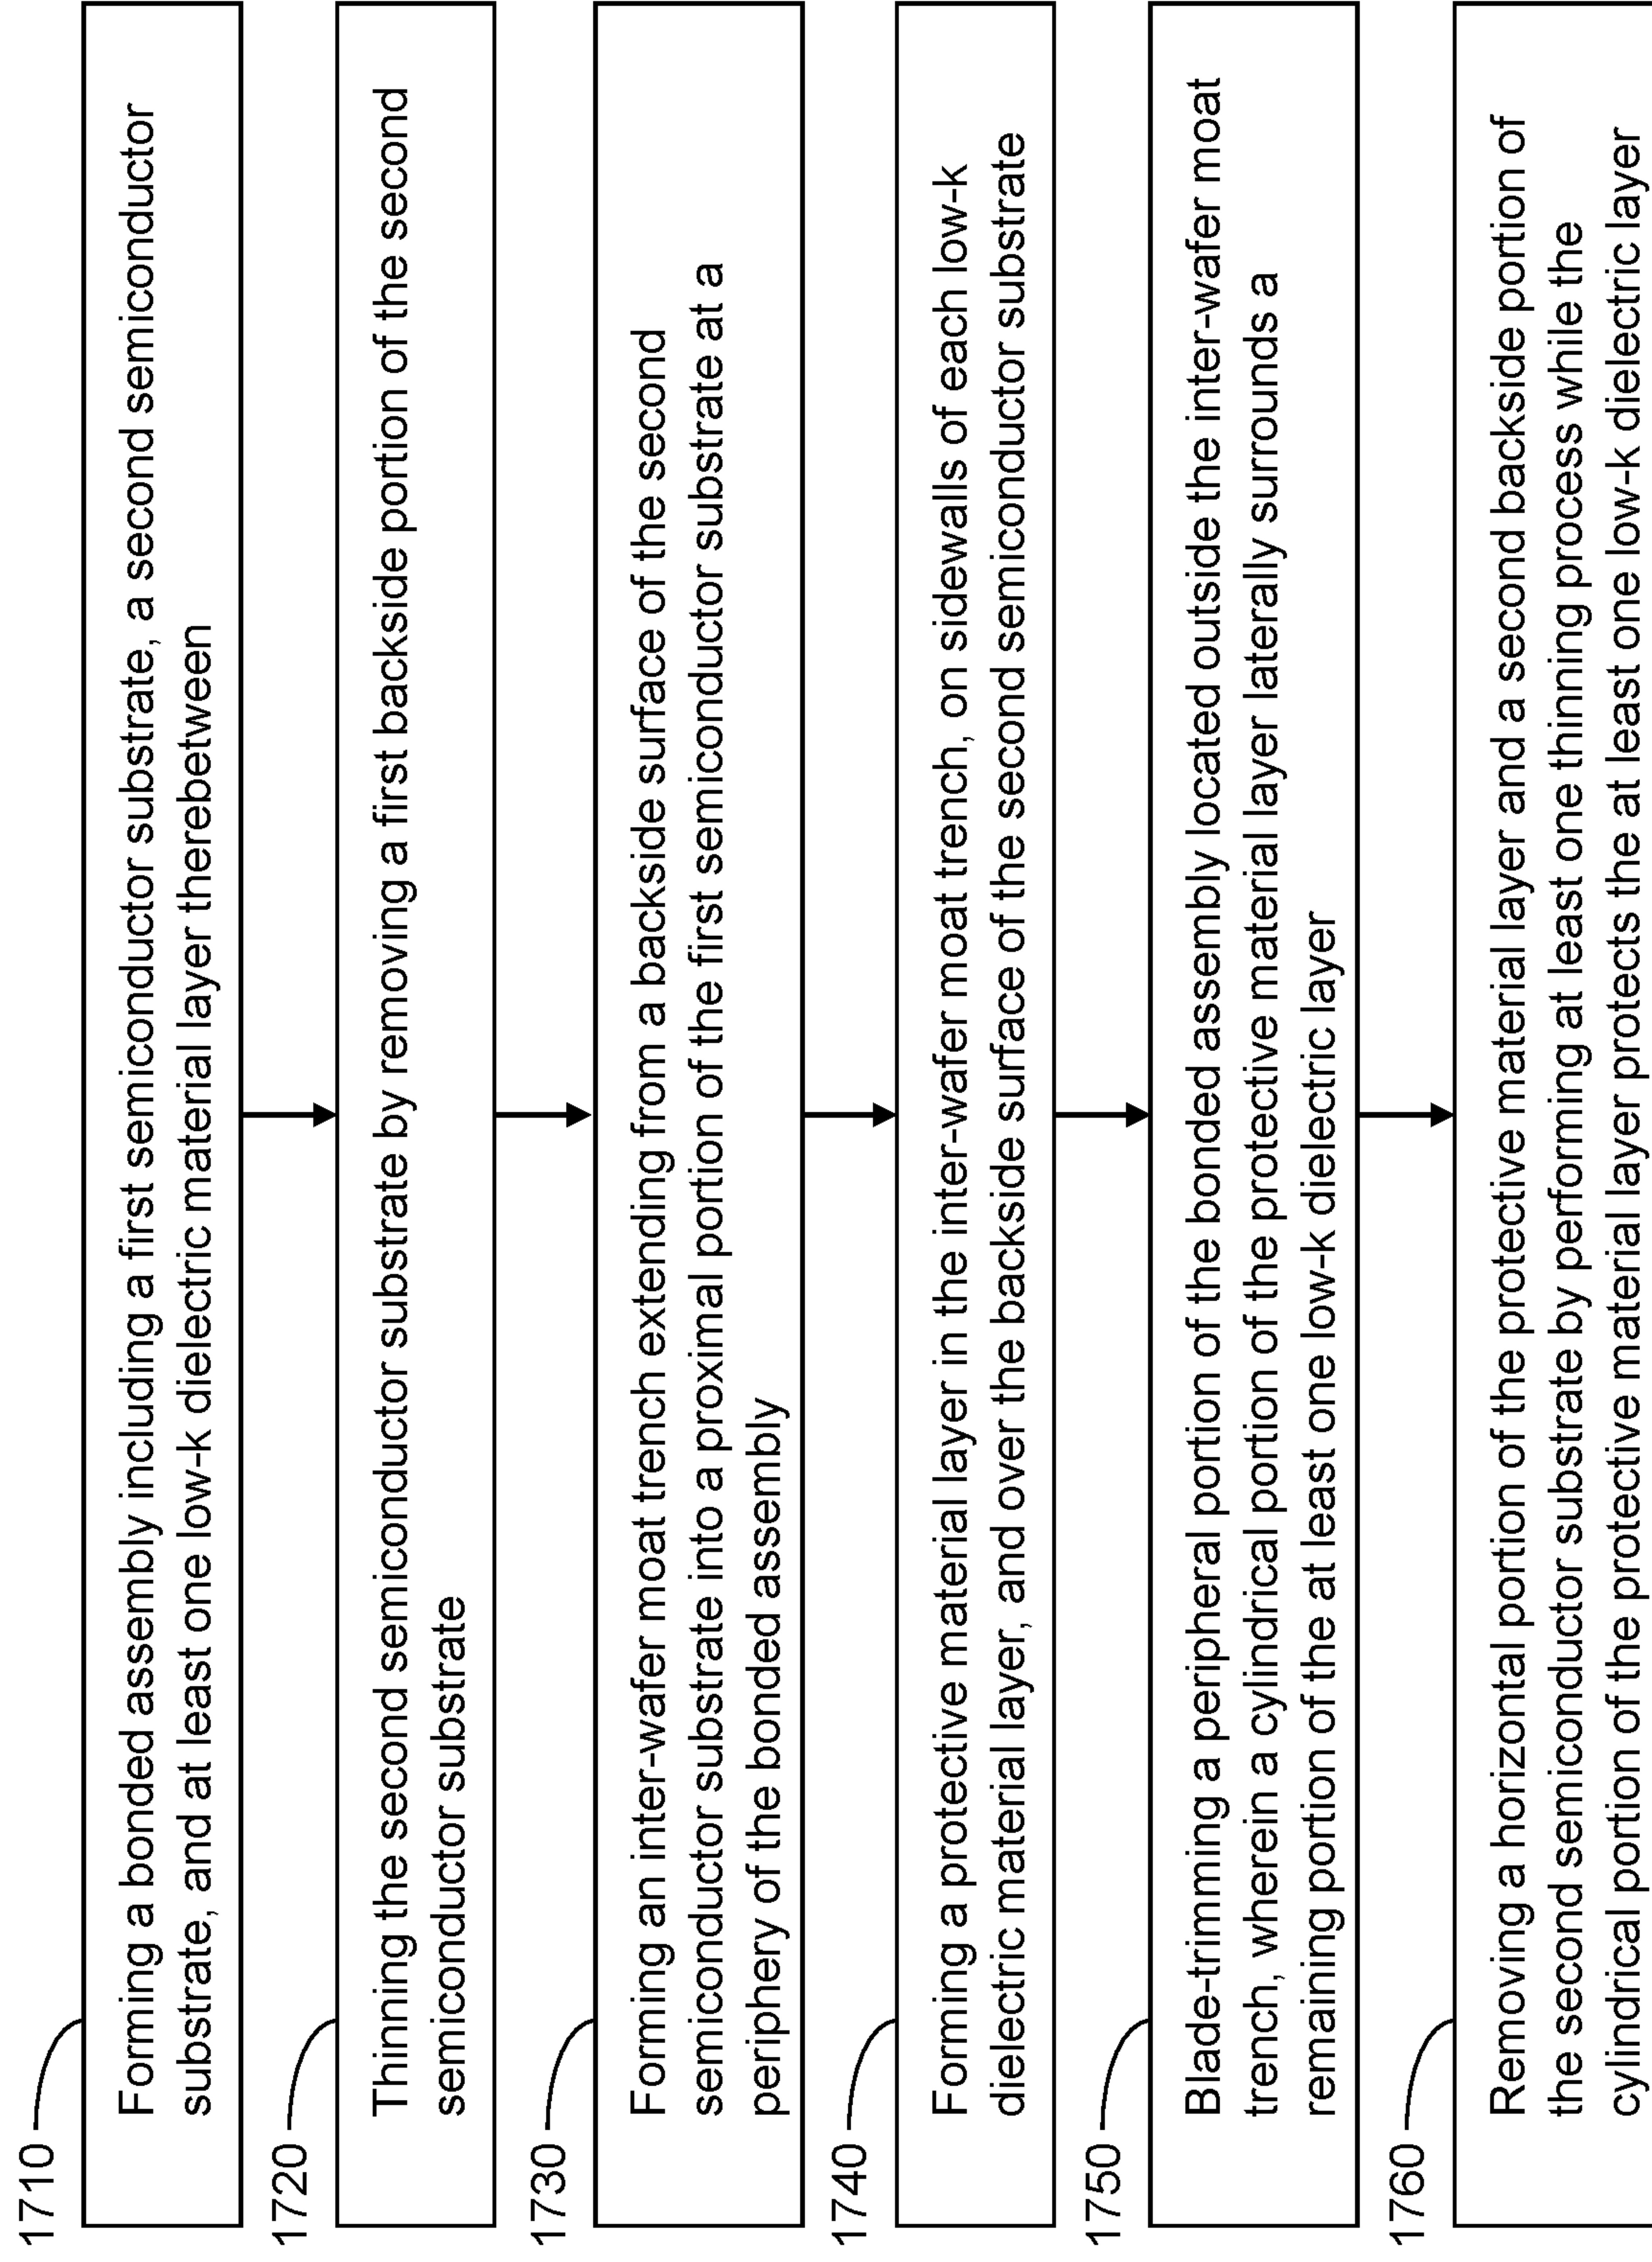 1710
Forming a bonded assembly including a first semiconductor substrate, a second semiconductor
substrate, and at least one low-k dielectric material layer therebetween
1720
Thinning the second semiconductor substrate by removing a first backside portion of the second
semiconductor substrate
1730
Forming an inter-wafer moat trench extending from a backside surface of the second
semiconductor substrate into a proximal portion of the first semiconductor substrate at a
periphery of the bonded assembly
1740
Forming a protective material layer in the inter-wafer moat trench, on sidewalls of each low-k
dielectric material layer, and over the backside surface of the second semiconductor substrate
1750
Blade-trimming a peripheral portion of the bonded assembly located outside the inter-wafer moat
trench, wherein a cylindrical portion of the protective material layer laterally surrounds a
remaining portion of the at least one low-k dielectric layer
1760
Removing a horizontal portion of the protective material layer and a second backside portion of
the second semiconductor substrate by performing at least one thinning process while the
cylindrical portion of the protective material layer protects the at least one low-k dielectric layer